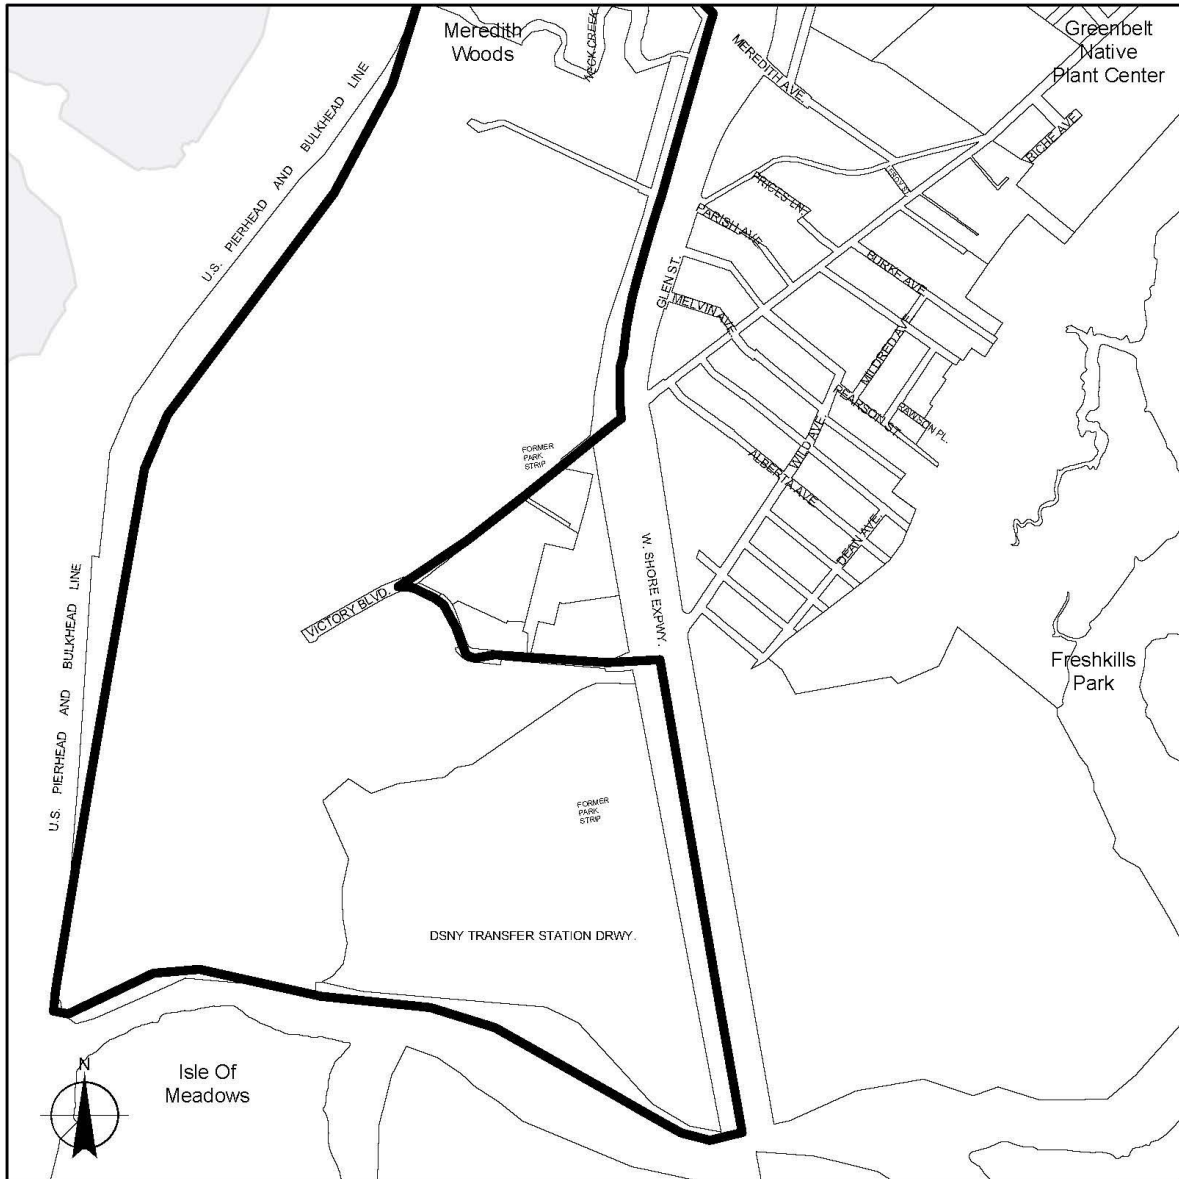 Meredith
Woods
Greenbelt
Native
Plant Center
NECK CREEK
MEREDITH AVE.
RICHE AVE.
U.S. PIERHEAD AND BULKHEAD LINE
PRICES LN.
PARISH AVE.
GLEN ST.
MELVIN AVE.
BURKE AVE.
MILDRED AVE.
PEARSON ST.
RAWSON PL.
WILD AVE.
ALBERTA AVE.
DEAN AVE.
FORMER
PARK
STRIP
W. SHORE EXPWY.
VICTORY BLVD.
U.S. PIERHEAD AND BULKHEAD LINE
Freshkills
Park
FORMER
PARK
STRIP
DSNY TRANSFER STATION DRWY.
N
Isle Of
Meadows